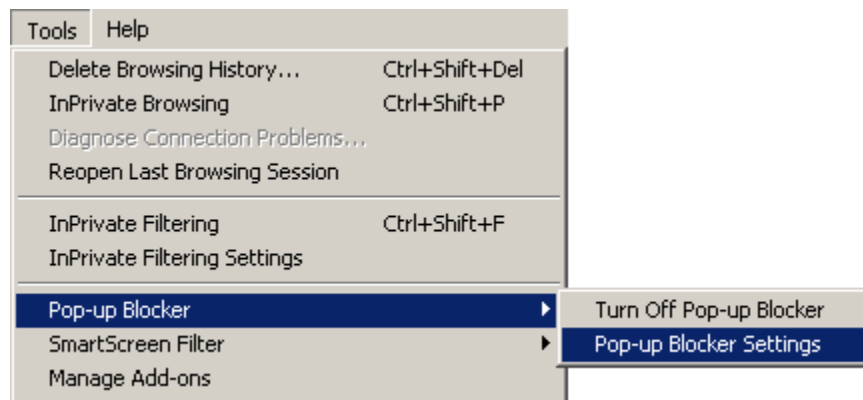 Tools Help
Delete Browsing History... Ctrl+Shift+Del
InPrivate Browsing Ctrl+Shift+P
Diagnose Connection Problems...
Reopen Last Browsing Session
InPrivate Filtering Ctrl+Shift+F
InPrivate Filtering Settings
Pop-up Blocker Turn Off Pop-up Blocker
SmartScreen Filter Pop-up Blocker Settings
Manage Add-ons